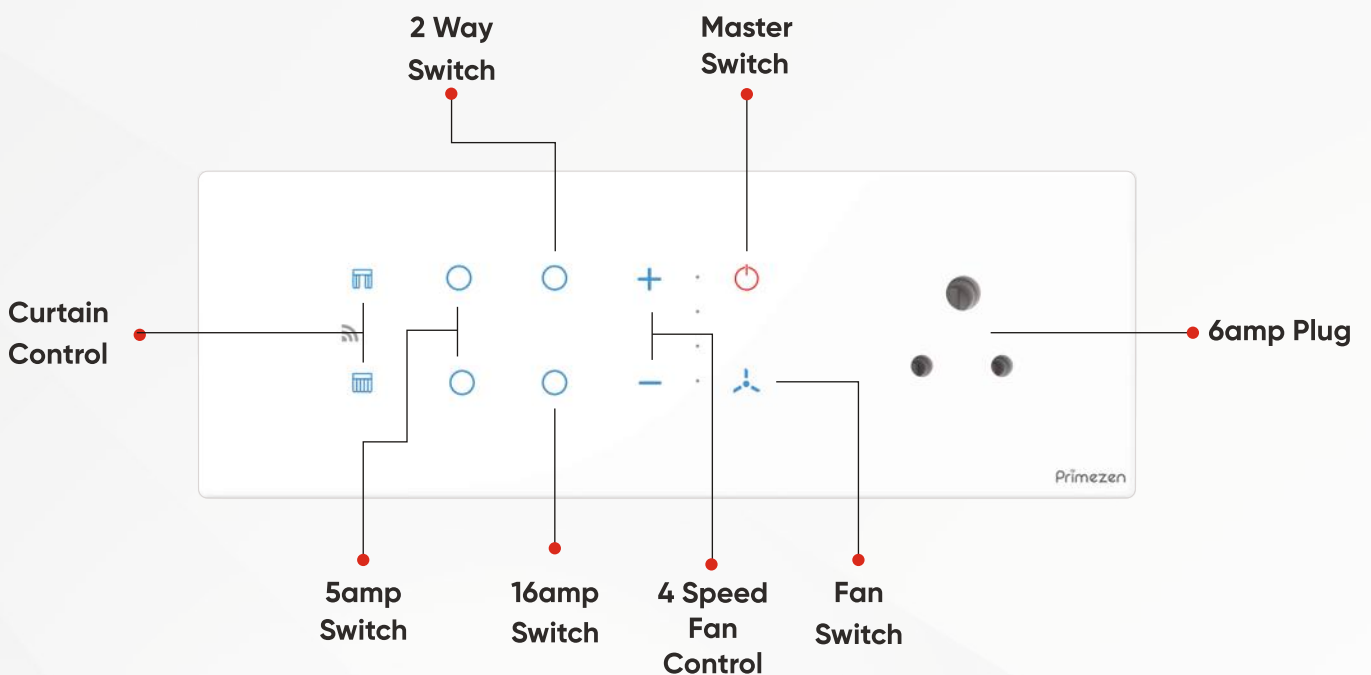 2 Way
Switch
Master
Switch
Curtain
Control
6amp Plug
Primezen
5amp
Switch
16amp
Switch
4 Speed
Fan
Control
Fan
Switch